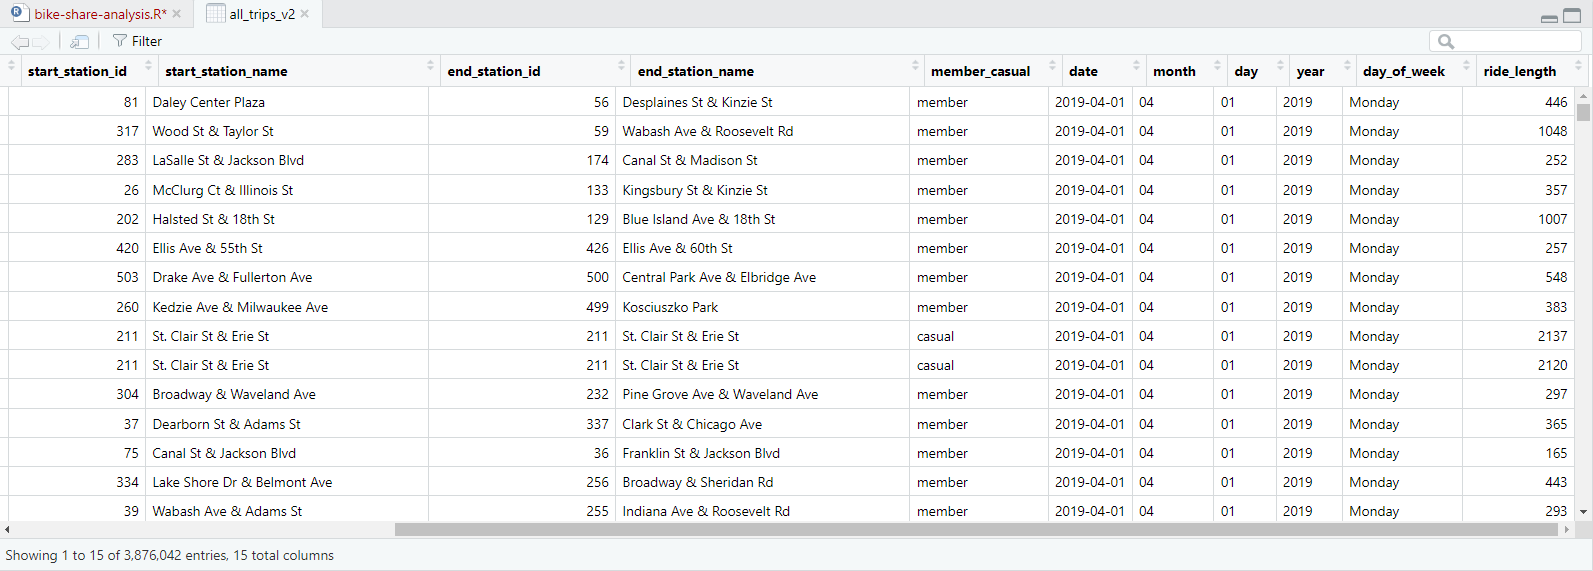 bike-share-analysis.R* all_trips_v2
Filter
start_station_id start_station_name end_station_id end_station_name member_casual date month day year day_of_week ride_length
81 Daley Center Plaza 56 Desplaines St & Kinzie St member 2019-04-01 04 01 2019 Monday 446
317 Wood St & Taylor St 59 Wabash Ave & Roosevelt Rd member 2019-04-01 04 01 2019 Monday 1048
283 LaSalle St & Jackson Blvd 174 Canal St & Madison St member 2019-04-01 04 01 2019 Monday 252
26 McClurg Ct & Illinois St 133 Kingsbury St & Kinzie St member 2019-04-01 04 01 2019 Monday 357
202 Halsted St & 18th St 129 Blue Island Ave & 18th St member 2019-04-01 04 01 2019 Monday 1007
420 Ellis Ave & 55th St 426 Ellis Ave & 60th St member 2019-04-01 04 01 2019 Monday 257
503 Drake Ave & Fullerton Ave 500 Central Park Ave & Elbridge Ave member 2019-04-01 04 01 2019 Monday 548
260 Kedzie Ave & Milwaukee Ave 499 Kosciuszko Park member 2019-04-01 04 01 2019 Monday 383
211 St. Clair St & Erie St 211 St. Clair St & Erie St casual 2019-04-01 04 01 2019 Monday 2137
211 St. Clair St & Erie St 211 St. Clair St & Erie St casual 2019-04-01 04 01 2019 Monday 2120
304 Broadway & Waveland Ave 232 Pine Grove Ave & Waveland Ave member 2019-04-01 04 01 2019 Monday 297
37 Dearborn St & Adams St 337 Clark St & Chicago Ave member 2019-04-01 04 01 2019 Monday 365
75 Canal St & Jackson Blvd 36 Franklin St & Jackson Blvd member 2019-04-01 04 01 2019 Monday 165
334 Lake Shore Dr & Belmont Ave 256 Broadway & Sheridan Rd member 2019-04-01 04 01 2019 Monday 443
39 Wabash Ave & Adams St 255 Indiana Ave & Roosevelt Rd member 2019-04-01 04 01 2019 Monday 293
Showing 1 to 15 of 3,876,042 entries, 15 total columns